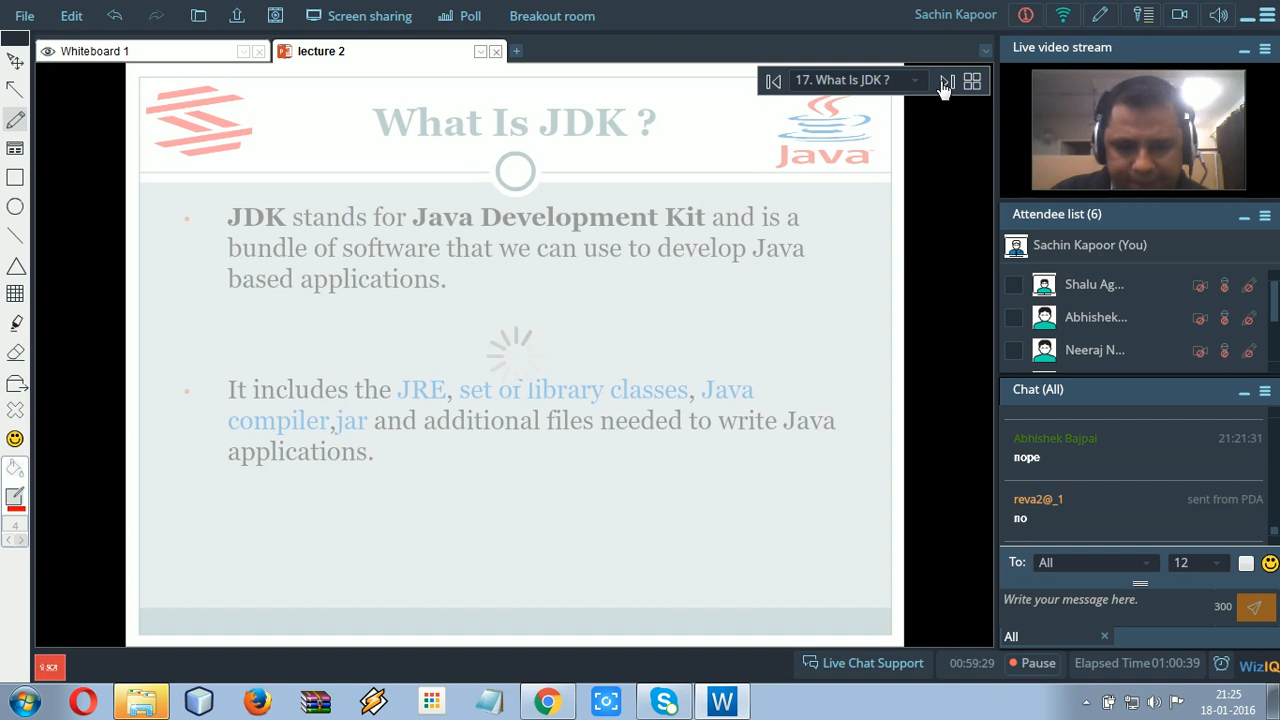 File Edit Screen sharing Poll Breakout room Sachin Kapoor
Whiteboard 1
lecture 2
17. What Is JDK ?
What Is JDK ?
Java
• JDK stands for Java Development Kit and is a
bundle of software that we can use to develop Java
based applications.
• It includes the JRE, set of library classes, Java
compiler,jar and additional files needed to write Java
applications.
4
Live video stream
Attendee list (6)
Sachin Kapoor (You)
Shalu Ag...
Abhishek...
Neeraj N...
Chat (All)
Abhishek Bajpai 21:21:31
nope
reva2@_1 sent from PDA
no
To: All 12
Write your message here. 300
All
SCA
Live Chat Support 00:59:29 Pause Elapsed Time 01:00:39 WizIQ
21:25
18-01-2016